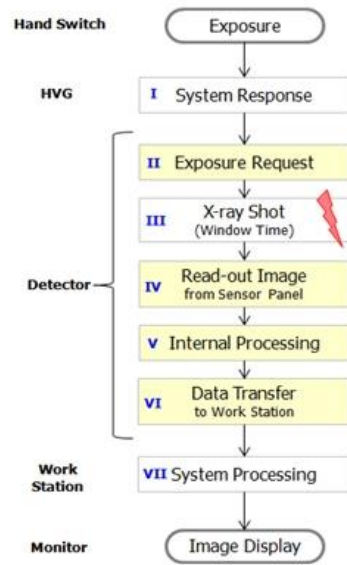 Hand Switch
Exposure
HVG
I System Response
II Exposure Request
III X-ray Shot
(Window Time)
Detector
IV Read-out Image
from Sensor Panel
V Internal Processing
VI Data Transfer
to Work Station
Work
Station
VII System Processing
Monitor
Image Display